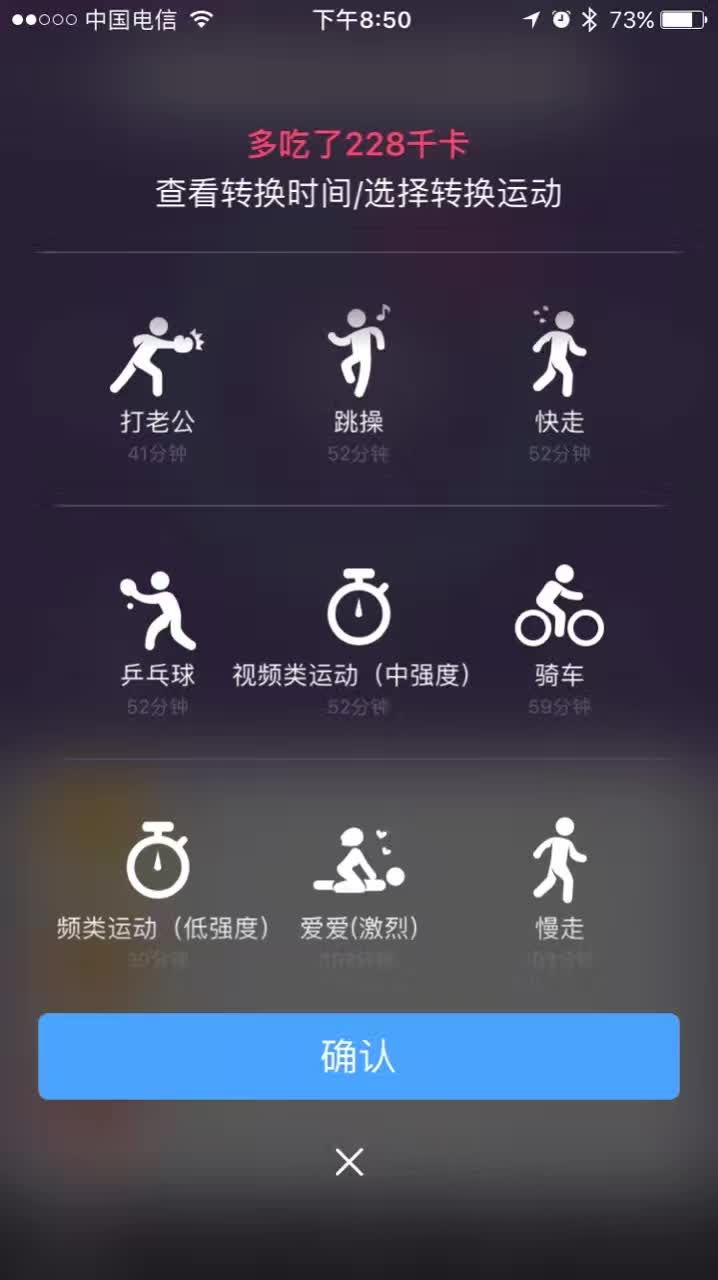 中国电信 下午8:50 73%
多吃了228千卡
查看转换时间/选择转换运动
打老公 跳操 快走
41分钟 52分钟 52分钟
乒乓球 视频类运动（中强度） 骑车
52分钟 52分钟 59分钟
频类运动（低强度） 爱爱(激烈) 慢走
确认